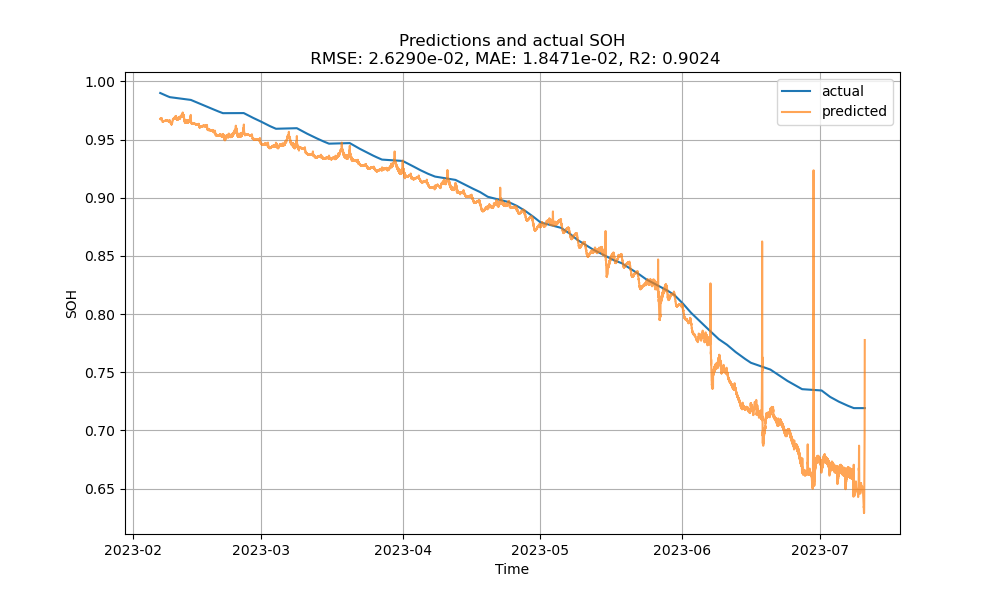 Predictions and actual SOH
RMSE: 2.6290e-02, MAE: 1.8471e-02, R2: 0.9024
actual
predicted
1.00
0.95
0.90
0.85
0.80
0.75
0.70
0.65
SOH
2023-02 2023-03 2023-04 2023-05 2023-06 2023-07
Time